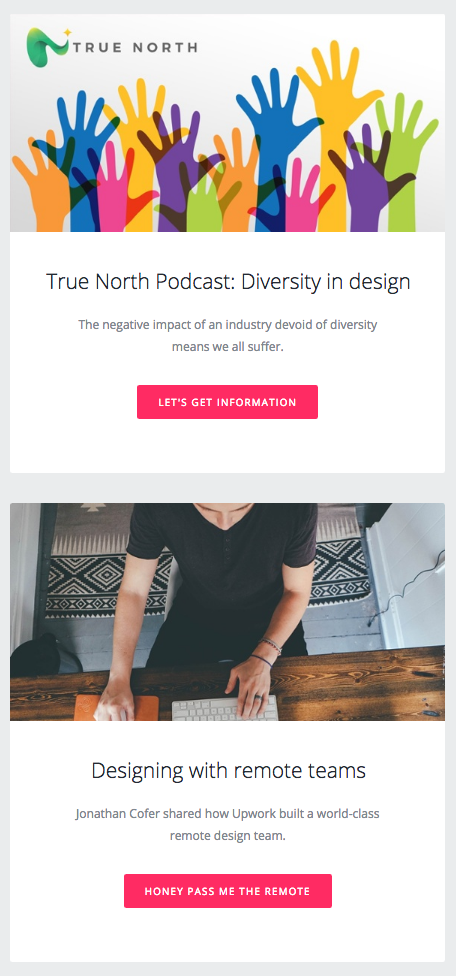 TRUE NORTH
True North Podcast: Diversity in design
The negative impact of an industry devoid of diversity
means we all suffer.
LET'S GET INFORMATION
Designing with remote teams
Jonathan Cofer shared how Upwork built a world-class
remote design team.
HONEY PASS ME THE REMOTE